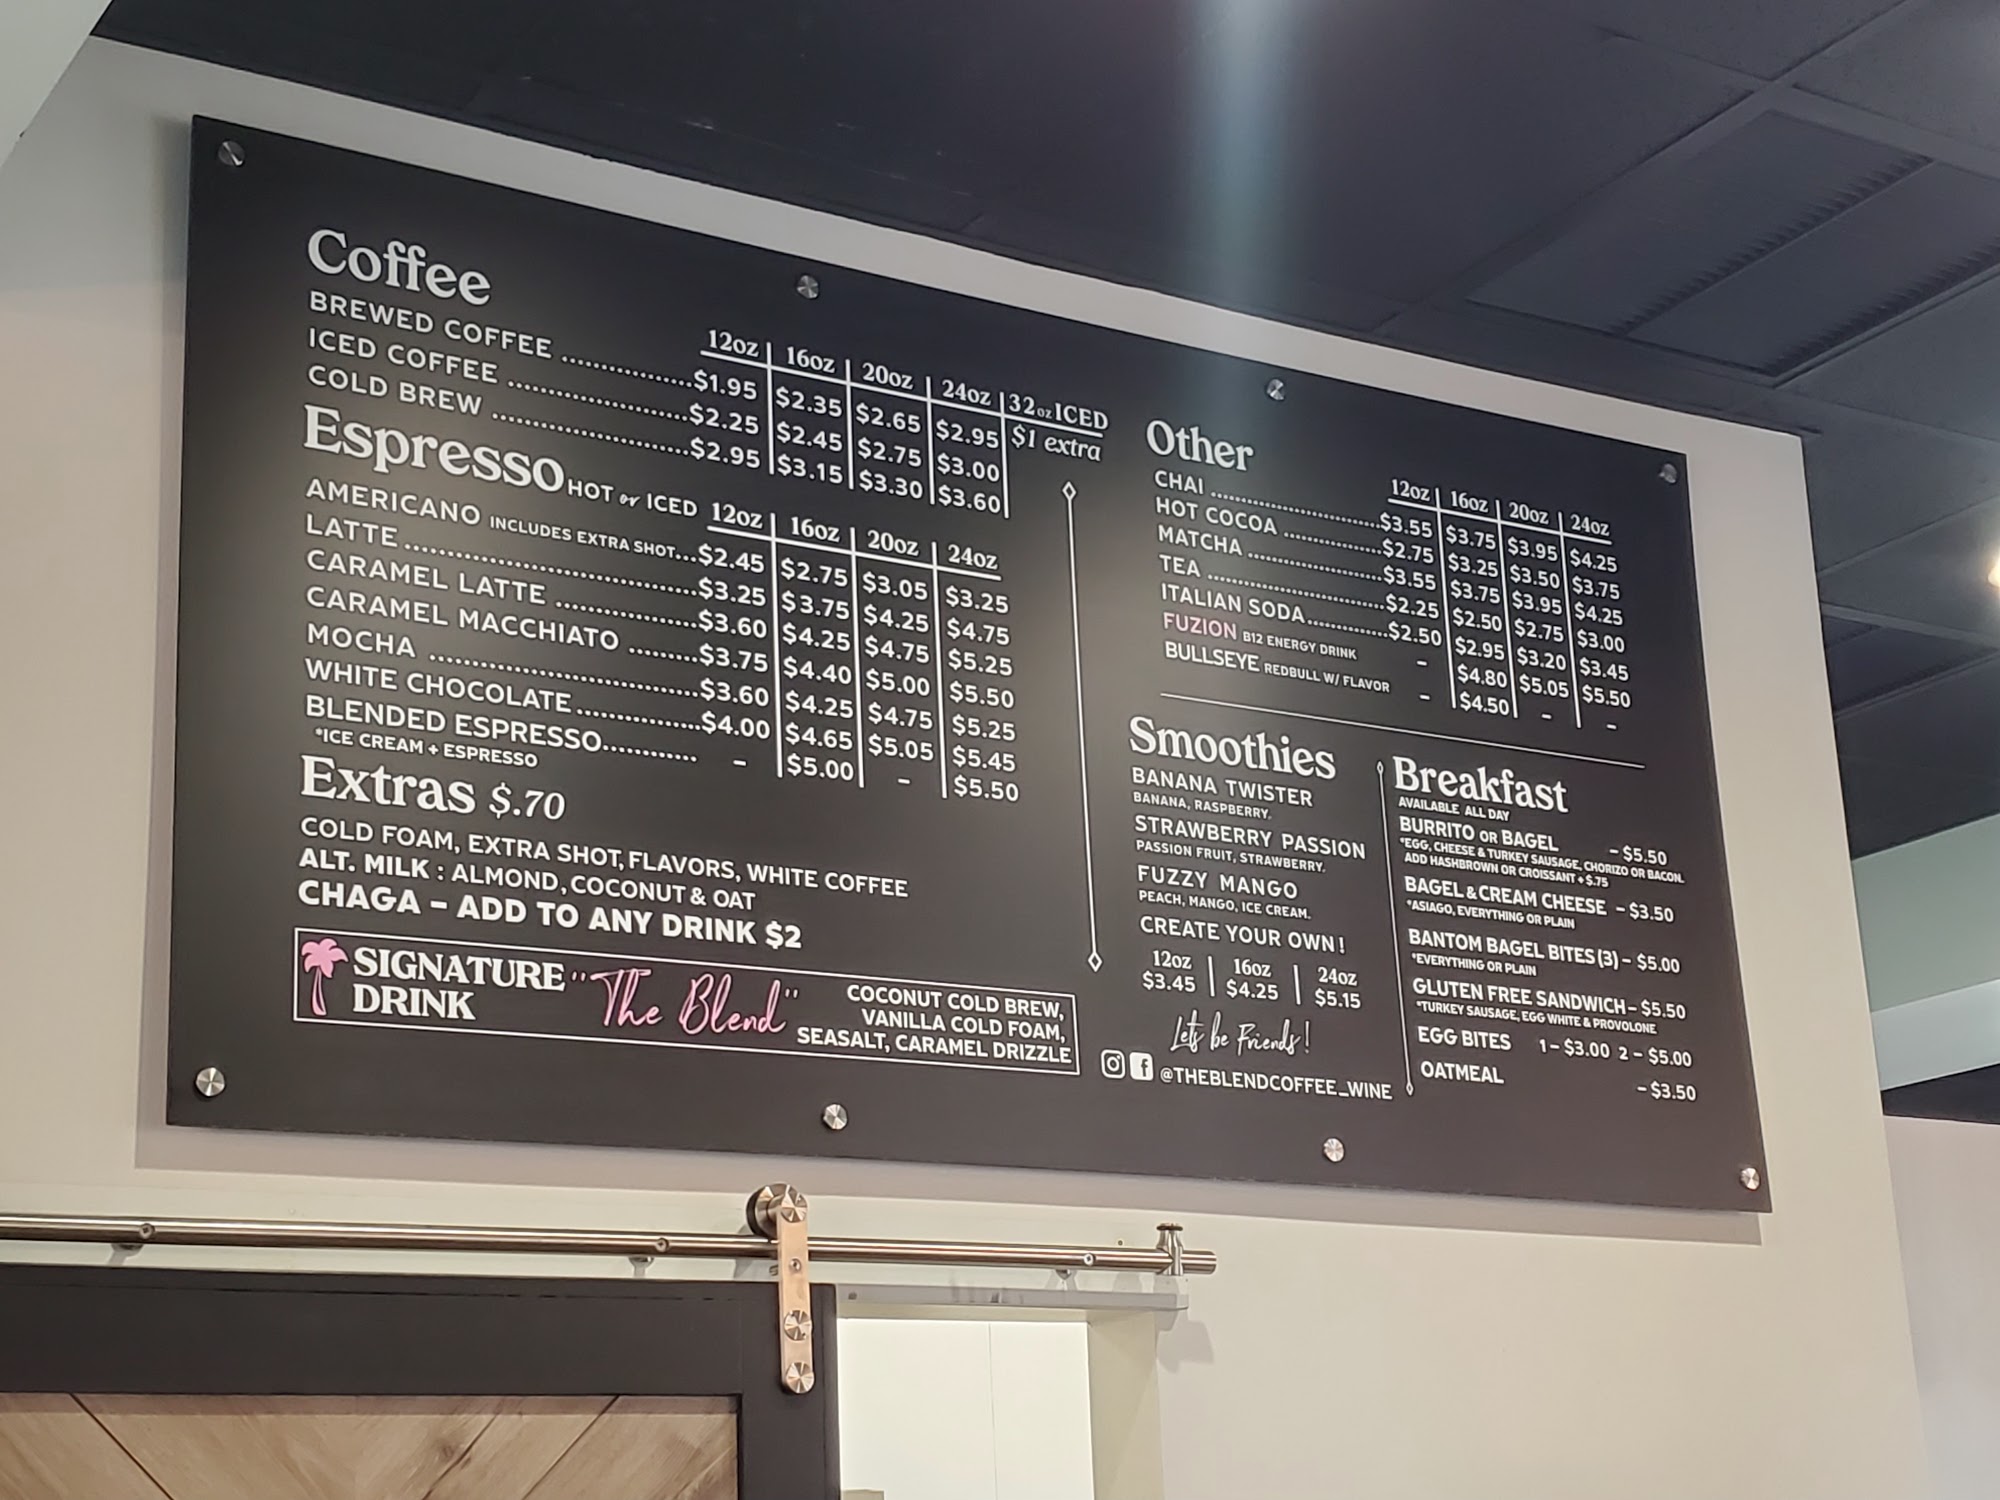 Coffee
12oz | 16oz | 20oz | 24oz | 32oz ICED
BREWED COFFEE ................$1.95 $2.35 $2.65 $2.95 $1 extra
ICED COFFEE ......................$2.25 $2.45 $2.75 $3.00
COLD BREW ........................$2.95 $3.15 $3.30 $3.60
Espresso HOT or ICED 12oz | 16oz | 20oz | 24oz
AMERICANO INCLUDES EXTRA SHOT...$2.45 $2.75 $3.05 $3.25
LATTE....................................$3.25 $3.75 $4.25 $4.75
CARAMEL LATTE .................$3.60 $4.25 $4.75 $5.25
CARAMEL MACCHIATO .........$3.75 $4.40 $5.00 $5.50
MOCHA .................................$3.60 $4.25 $4.75 $5.25
WHITE CHOCOLATE................$4.00 $4.65 $5.05 $5.45
BLENDED ESPRESSO............ - $5.00 - $5.50
*ICE CREAM + ESPRESSO
Extras $.70
COLD FOAM, EXTRA SHOT, FLAVORS, WHITE COFFEE
ALT. MILK : ALMOND, COCONUT & OAT
CHAGA - ADD TO ANY DRINK $2
SIGNATURE DRINK "The Blend"
COCONUT COLD BREW,
VANILLA COLD FOAM,
SEASALT, CARAMEL DRIZZLE
Other
12oz | 16oz | 20oz | 24oz
CHAI ..........................$3.55 $3.75 $3.95 $4.25
HOT COCOA ...............$2.75 $3.25 $3.50 $3.75
MATCHA ....................$3.55 $3.75 $3.95 $4.25
TEA ...........................$2.25 $2.50 $2.75 $3.00
ITALIAN SODA............$2.50 $2.95 $3.20 $3.45
FUZION B12 ENERGY DRINK - $4.80 $5.05 $5.50
BULLSEYE REDBULL W/ FLAVOR - $4.50 - -
Smoothies
BANANA TWISTER
BANANA, RASPBERRY.
STRAWBERRY PASSION
PASSION FRUIT, STRAWBERRY.
FUZZY MANGO
PEACH, MANGO, ICE CREAM.
CREATE YOUR OWN!
12oz | 16oz | 24oz
$3.45 | $4.25 | $5.15
Let's be Friends!
@THEBLENDCOFFEE_WINE
Breakfast
AVAILABLE ALL DAY
BURRITO OR BAGEL - $5.50
*EGG, CHEESE & TURKEY SAUSAGE, CHORIZO OR BACON.
ADD HASHBROWN OR CROISSANT + $.75
BAGEL & CREAM CHEESE - $3.50
*ASIAGO, EVERYTHING OR PLAIN
BANTOM BAGEL BITES (3) - $5.00
*EVERYTHING OR PLAIN
GLUTEN FREE SANDWICH - $5.50
*TURKEY SAUSAGE, EGG WHITE & PROVOLONE
EGG BITES 1 - $3.00 2 - $5.00
OATMEAL - $3.50